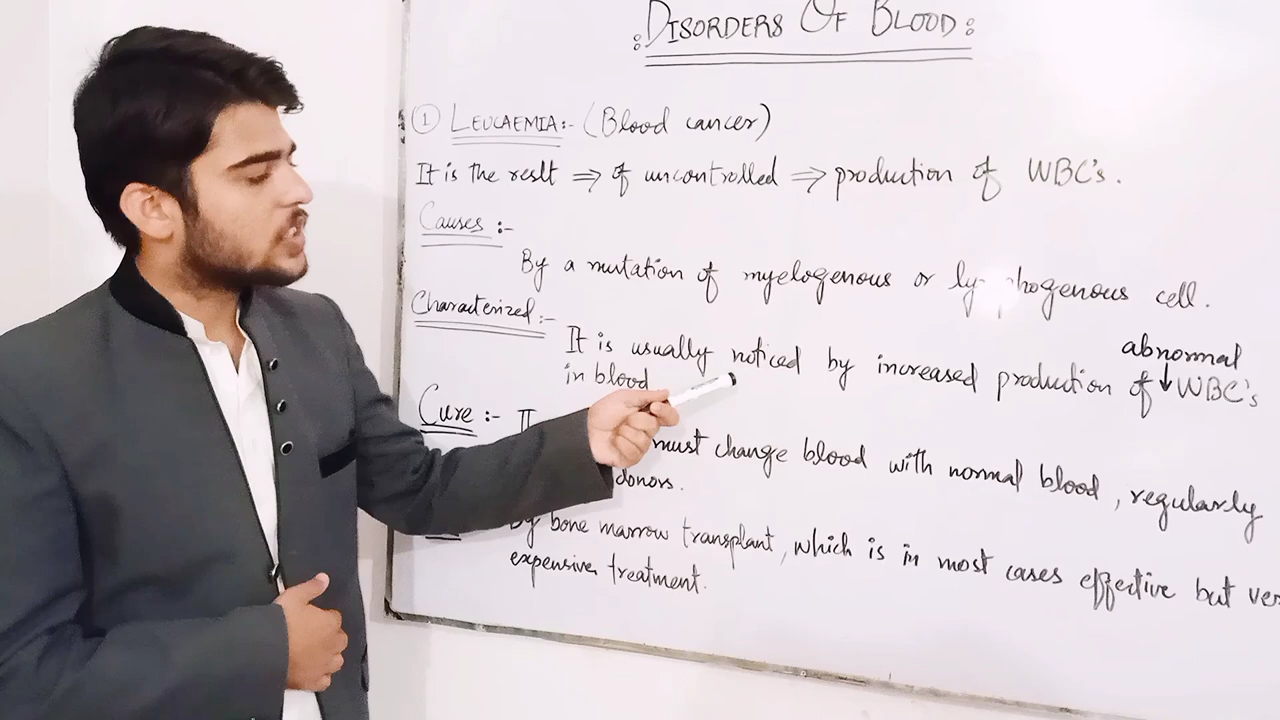 DISORDERS OF BLOOD:
① LEUCAEMIA:- (Blood cancer)
It is the reslt ⇒ of uncontrolled ⇒ production of WBC's.
Causes :-
By a mutation of myelogenous or ly phogenous cell.
Characterized:-
abnormal
It is usually noticed by increased production of ↓ WBC's
in blood
Cure :-
must change blood with normal blood, regularly
donors.
By bone marrow transplant, which is in most cases effective but ver
expensive treatment.